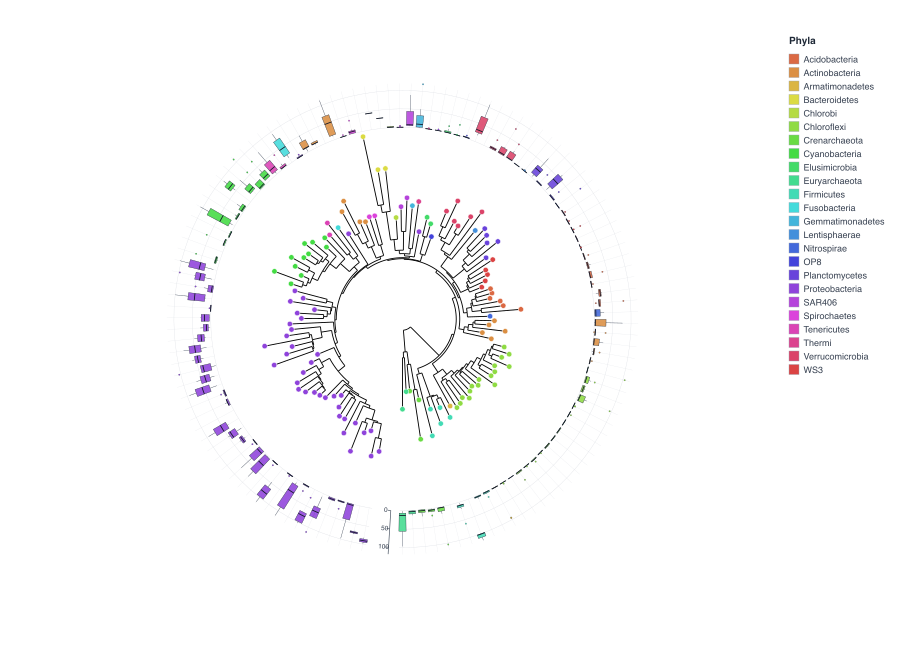 Phyla
Acidobacteria
Actinobacteria
Armatimonadetes
Bacteroidetes
Chlorobi
Chloroflexi
Crenarchaeota
Cyanobacteria
Elusimicrobia
Euryarchaeota
Firmicutes
Fusobacteria
Gemmatimonadetes
Lentisphaerae
Nitrospirae
OP8
Planctomycetes
Proteobacteria
SAR406
Spirochaetes
Tenericutes
Thermi
Verrucomicrobia
WS3
0
50
100